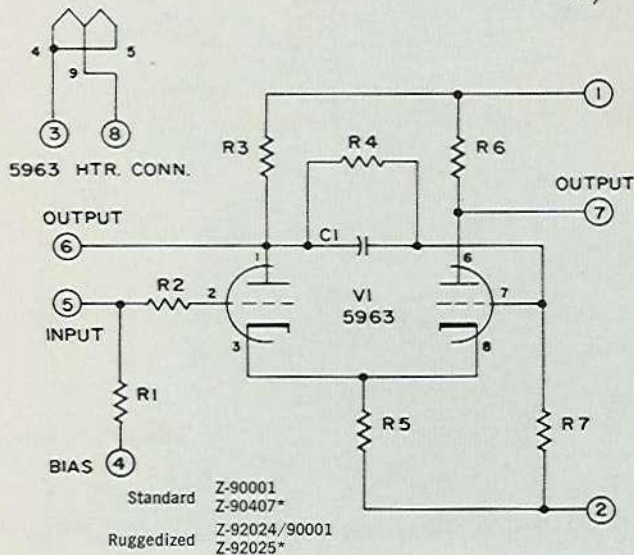 4
5
9
3
8
5963 HTR. CONN.
1
R3
R4
R6
OUTPUT
7
OUTPUT
6
C1
1
6
R2
2
V1
5963
7
5
INPUT
3
8
R1
R5
R7
BIAS
4
2
Standard Z-90001
Z-90407*
Ruggedized Z-92024/90001
Z-92025*